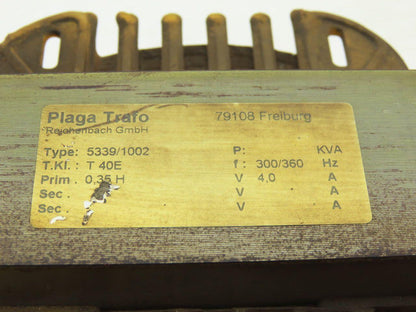 Plaga Trafo 79108 Freiburg
Reichenbach GmbH
Type: 5339/1002 P: KVA
T.Kl.: T 40E f: 300/360 Hz
Prim. 0,35 H V 4,0 A
Sec. V A
Sec. V A